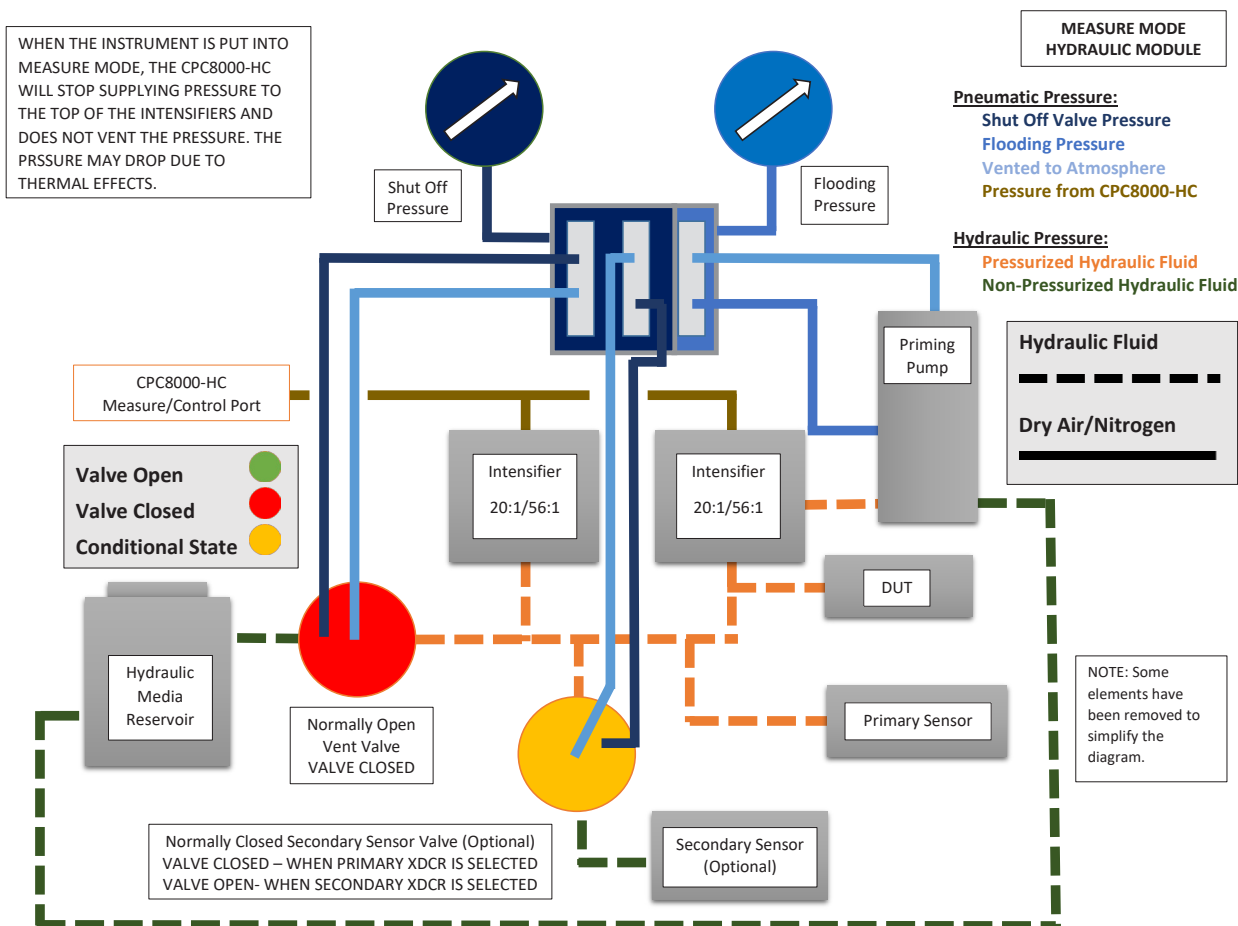 WHEN THE INSTRUMENT IS PUT INTO
MEASURE MODE, THE CPC8000-HC
WILL STOP SUPPLYING PRESSURE TO
THE TOP OF THE INTENSIFIERS AND
DOES NOT VENT THE PRESSURE. THE
PRSSURE MAY DROP DUE TO
THERMAL EFFECTS.
MEASURE MODE
HYDRAULIC MODULE
Pneumatic Pressure:
Shut Off Valve Pressure
Flooding Pressure
Vented to Atmosphere
Pressure from CPC8000-HC
Hydraulic Pressure:
Pressurized Hydraulic Fluid
Non-Pressurized Hydraulic Fluid
Shut Off
Pressure
Flooding
Pressure
Priming
Pump
Hydraulic Fluid
Dry Air/Nitrogen
CPC8000-HC
Measure/Control Port
Valve Open
Valve Closed
Conditional State
Intensifier
20:1/56:1
Intensifier
20:1/56:1
DUT
Hydraulic
Media
Reservoir
Normally Open
Vent Valve
VALVE CLOSED
Primary Sensor
NOTE: Some
elements have
been removed to
simplify the
diagram.
Normally Closed Secondary Sensor Valve (Optional)
VALVE CLOSED – WHEN PRIMARY XDCR IS SELECTED
VALVE OPEN- WHEN SECONDARY XDCR IS SELECTED
Secondary Sensor
(Optional)